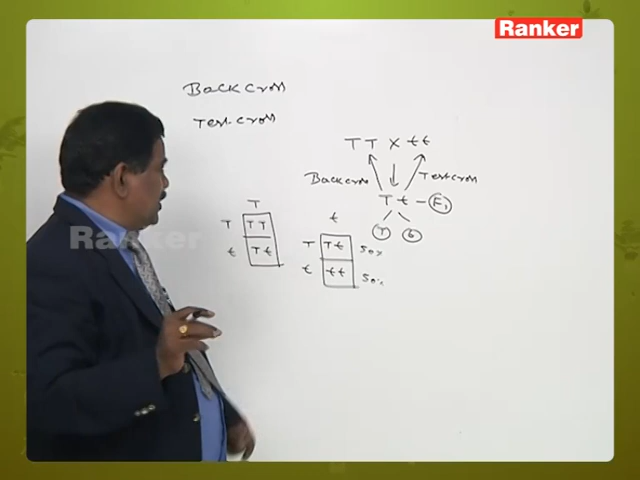 Ranker
Back cross
Test cross
TT x tt
Back cross
Test cross
Tt - F1
T
t
T
T
TT
t
Tt
t
T
Tt
50%
t
tt
50%
Ranker